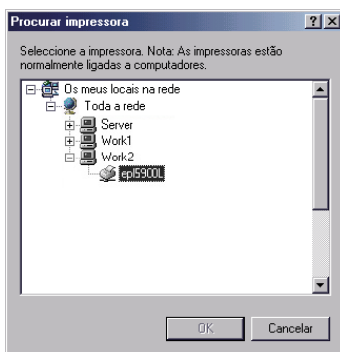 Procurar impressora
Seleccione a impressora. Nota: As impressoras estão
normalmente ligadas a computadores.
Os meus locais na rede
Toda a rede
Server
Work1
Work2
epl5900L
OK
Cancelar